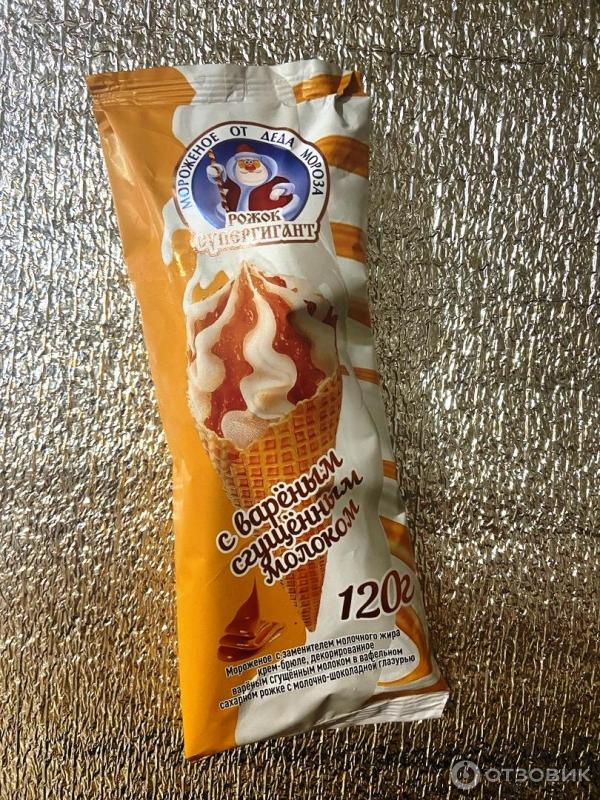 МОРОЖЕНОЕ ОТ ДЕДА МОРОЗА
РОЖОК
СУПЕРГИГАНТ
с варёным
сгущённым
молоком
120г
Мороженое с заменителем молочного жира
крем-брюле, декорированное
варёным сгущённым молоком в вафельном
сахарном рожке с молочно-шоколадной глазурью
ОТЗОВИК